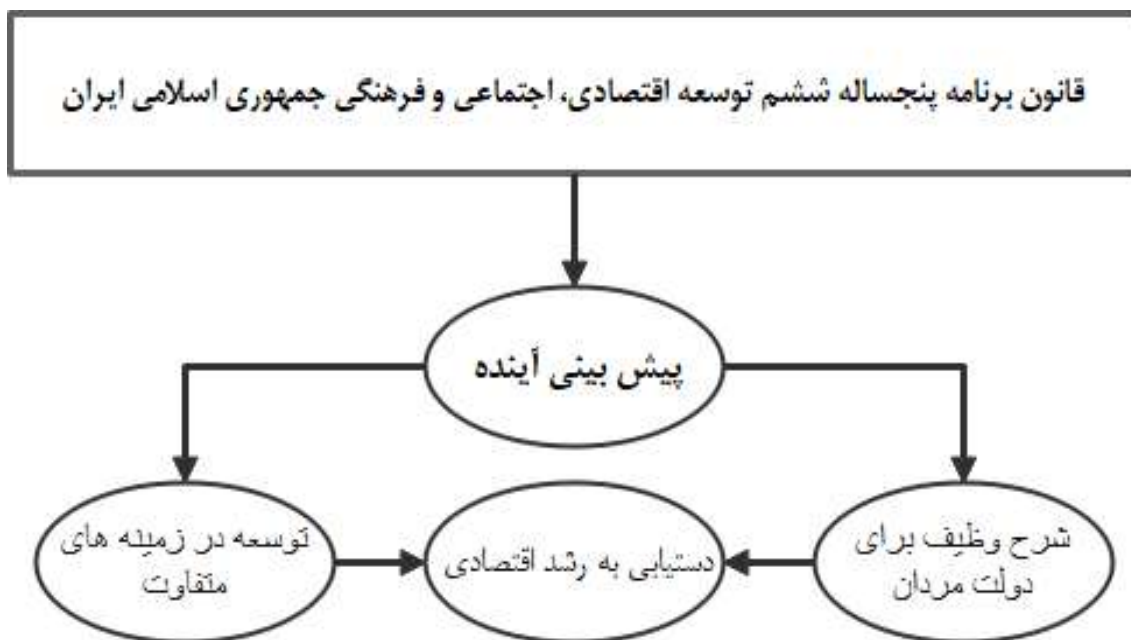 قانون برنامه پنجساله ششم توسعه اقتصادی، اجتماعی و فرهنگی جمهوری اسلامی ایران
پیش بینی آینده
شرح وظیف برای
دولت مردان
دستیابی به رشد اقتصادی
توسعه در زمینه های
متفاوت